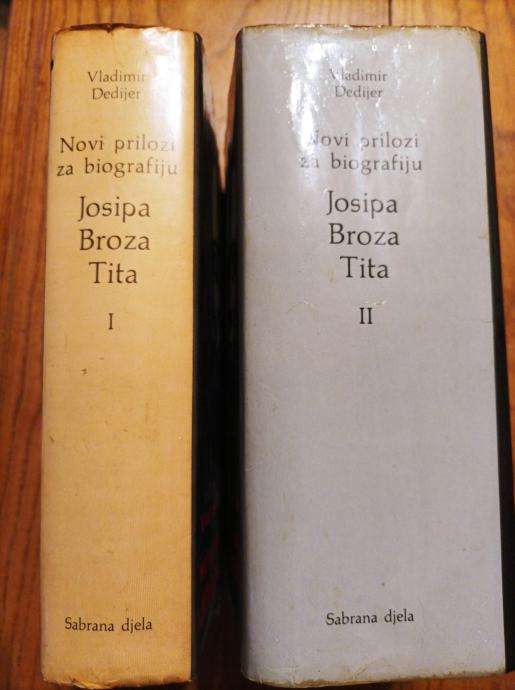 Vladimir
Dedijer
Novi prilozi
za biografiju
Josipa
Broza
Tita
I
Sabrana djela
Vladimir
Dedijer
Novi prilozi
za biografiju
Josipa
Broza
Tita
II
Sabrana djela